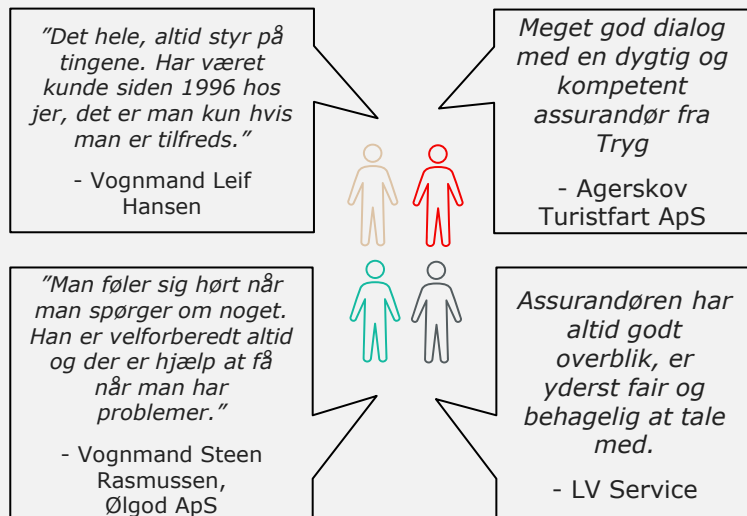 ”Det hele, altid styr på
tingene. Har været
kunde siden 1996 hos
jer, det er man kun hvis
man er tilfreds.”
- Vognmand Leif
Hansen
Meget god dialog
med en dygtig og
kompetent
assurandør fra
Tryg
- Agerskov
Turistfart ApS
”Man føler sig hørt når
man spørger om noget.
Han er velforberedt altid
og der er hjælp at få
når man har
problemer.”
- Vognmand Steen
Rasmussen,
Ølgod ApS
Assurandøren har
altid godt
overblik, er
yderst fair og
behagelig at tale
med.
- LV Service